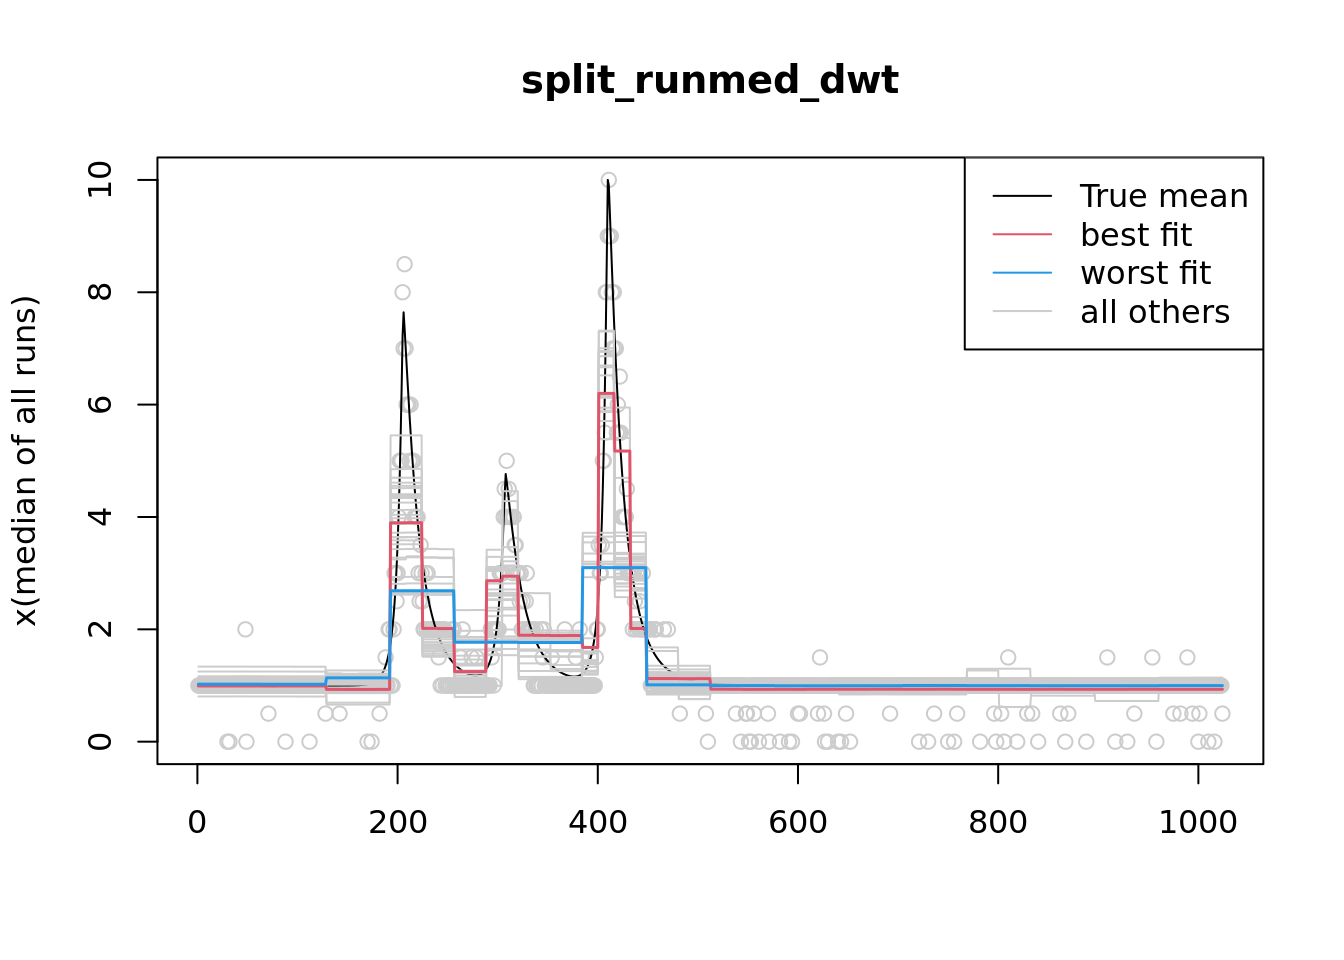 split_runmed_dwt
x(median of all runs)
10
8
6
4
2
0
True mean
best fit
worst fit
all others
0 200 400 600 800 1000